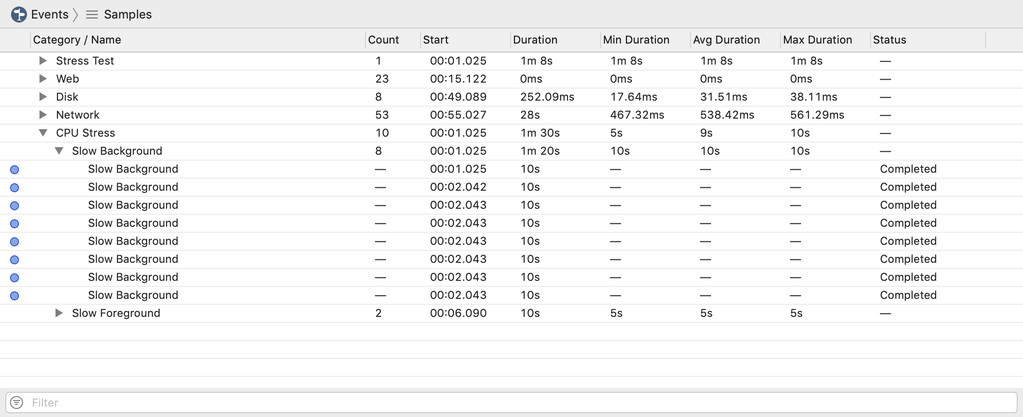 Events Samples
Category / Name Count Start Duration Min Duration Avg Duration Max Duration Status
Stress Test 1 00:01.025 1m 8s 1m 8s 1m 8s 1m 8s —
Web 23 00:15.122 0ms 0ms 0ms 0ms —
Disk 8 00:49.089 252.09ms 17.64ms 31.51ms 38.11ms —
Network 53 00:55.027 28s 467.32ms 538.42ms 561.29ms —
CPU Stress 10 00:01.025 1m 30s 5s 9s 10s —
Slow Background 8 00:01.025 1m 20s 10s 10s 10s —
Slow Background — 00:01.025 10s — — — Completed
Slow Background — 00:02.042 10s — — — Completed
Slow Background — 00:02.043 10s — — — Completed
Slow Background — 00:02.043 10s — — — Completed
Slow Background — 00:02.043 10s — — — Completed
Slow Background — 00:02.043 10s — — — Completed
Slow Background — 00:02.043 10s — — — Completed
Slow Background — 00:02.043 10s — — — Completed
Slow Foreground 2 00:06.090 10s 5s 5s 5s —
Filter